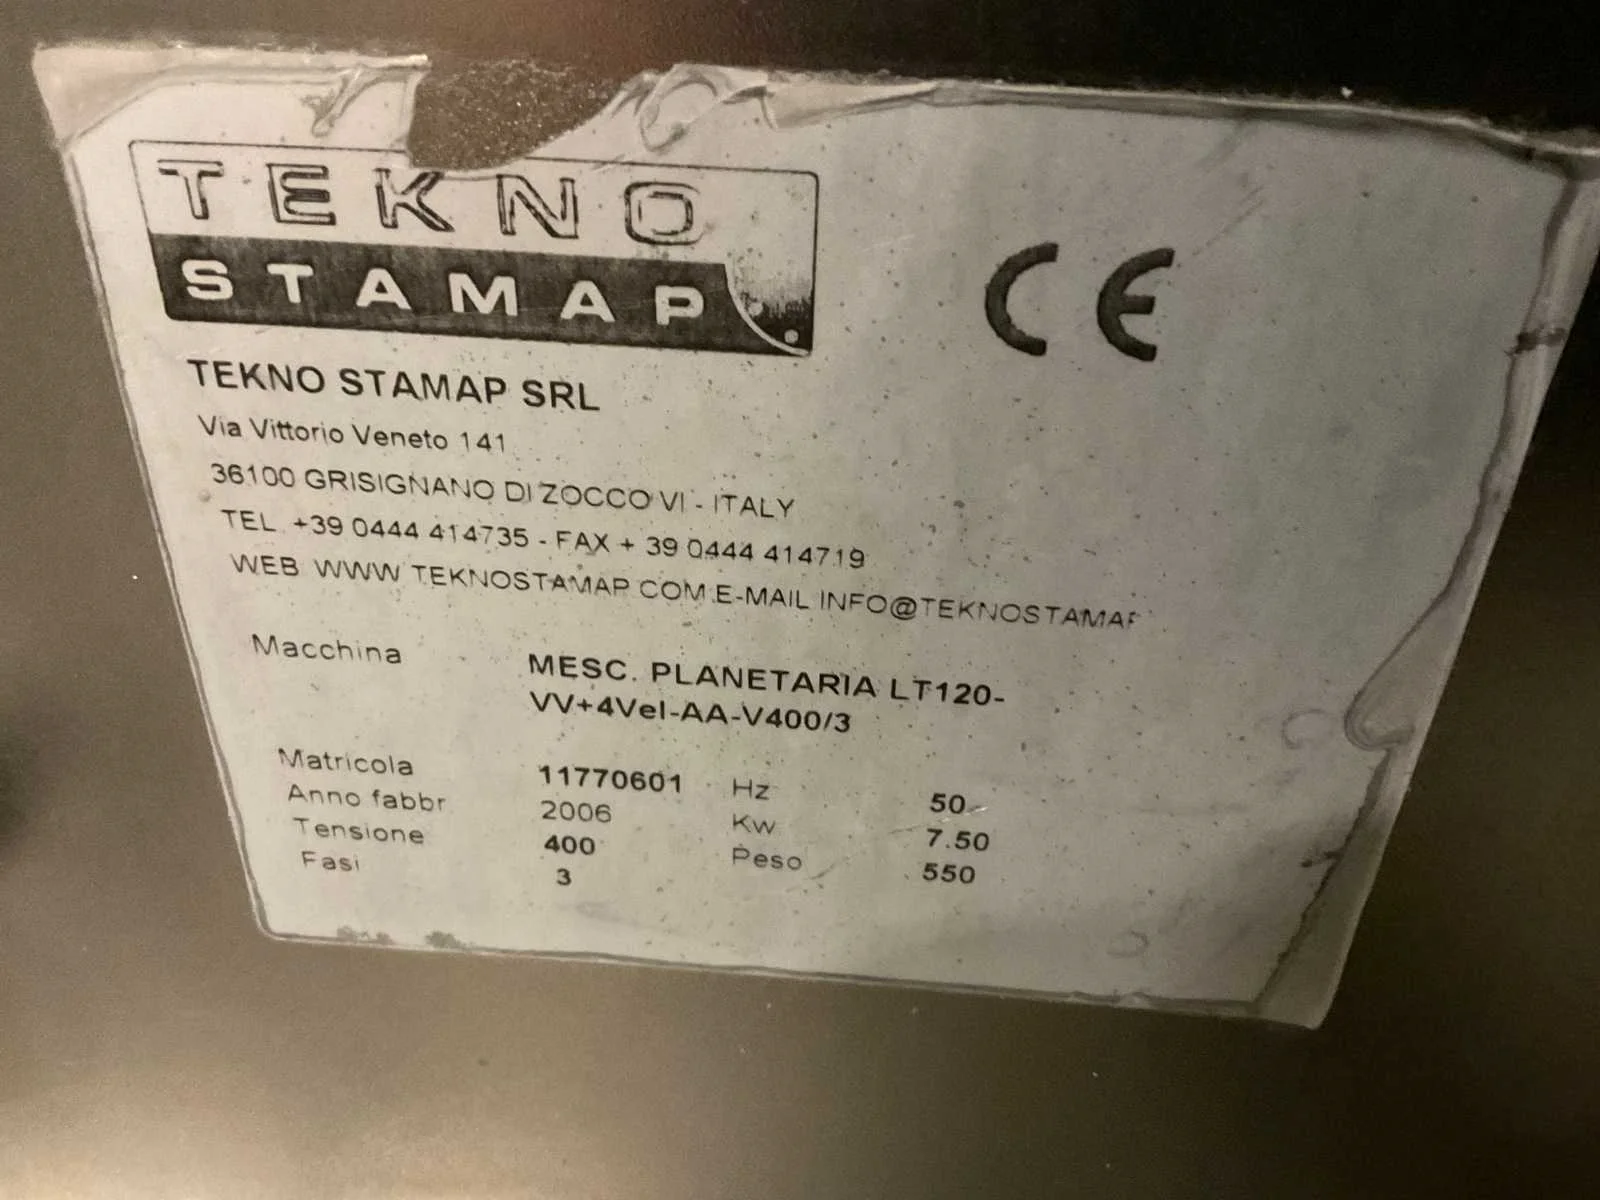 TEKNO
STAMAP
CE
TEKNO STAMAP SRL
Via Vittorio Veneto 141
36100 GRISIGNANO DI ZOCCO VI - ITALY
TEL. +39 0444 414735 - FAX + 39 0444 414719
WEB WWW TEKNOSTAMAP.COM E-MAIL INFO@TEKNOSTAMAP
Macchina MESC. PLANETARIA LT120-
VV+4Vel-AA-V400/3
Matricola 11770601 Hz 50
Anno fabbr 2006 Kw 7.50
Tensione 400 Peso 550
Fasi 3